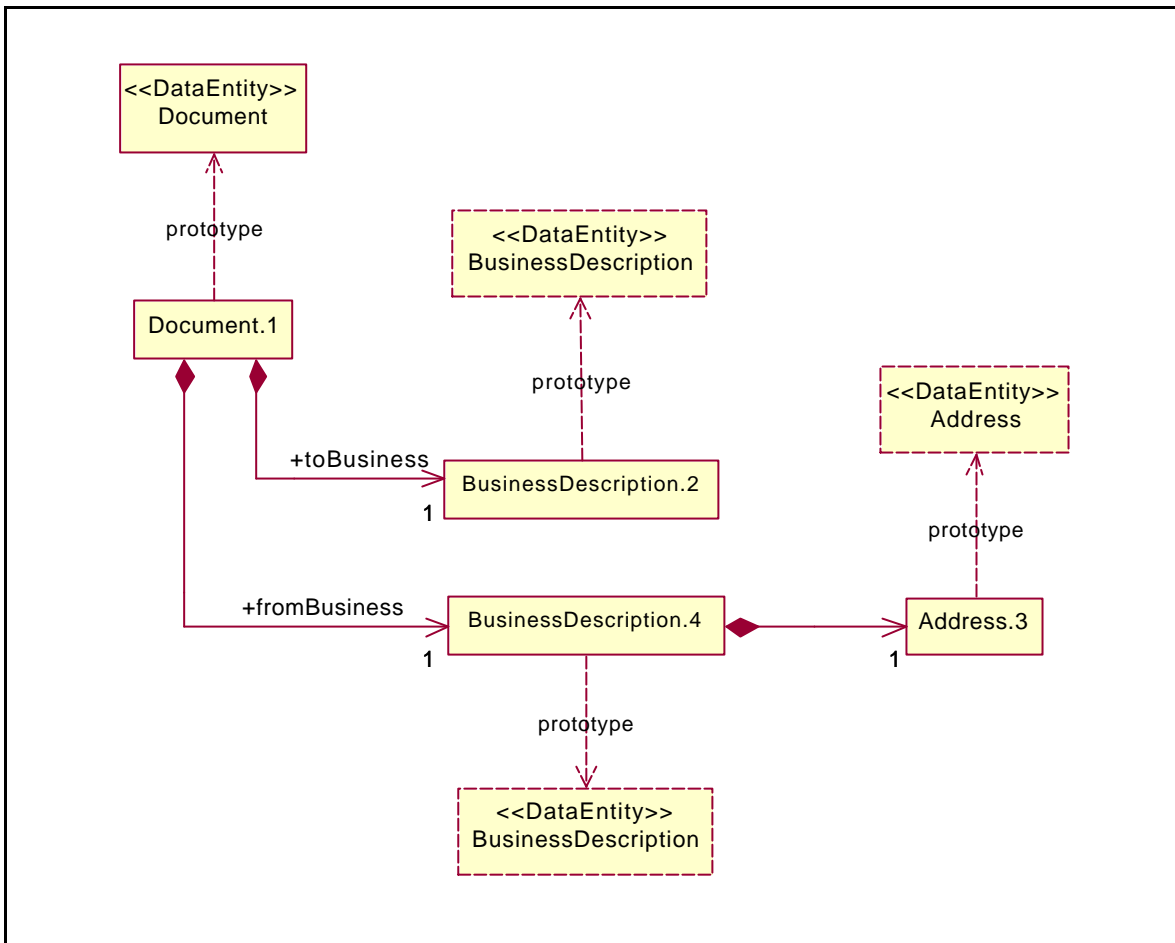 <<DataEntity>>
Document
prototype
<<DataEntity>>
BusinessDescription
Document.1
prototype
<<DataEntity>>
Address
+toBusiness
BusinessDescription.2
1
prototype
+fromBusiness
BusinessDescription.4
Address.3
1
1
prototype
<<DataEntity>>
BusinessDescription